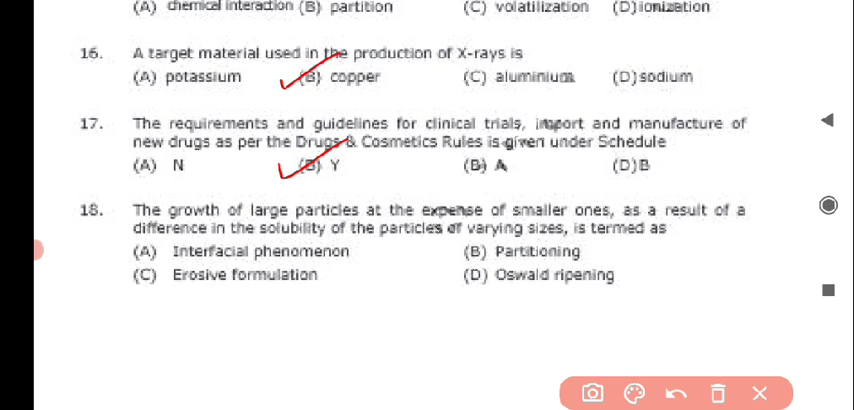 (A) chemical interaction (B) partition (C) volatilization (D) ionization
16. A target material used in the production of X-rays is
(A) potassium (B) copper (C) aluminium (D) sodium
17. The requirements and guidelines for clinical trials, import and manufacture of
new drugs as per the Drugs & Cosmetics Rules is given under Schedule
(A) N (B) Y (B) A (D) B
18. The growth of large particles at the expense of smaller ones, as a result of a
difference in the solubility of the particles of varying sizes, is termed as
(A) Interfacial phenomenon (B) Partitioning
(C) Erosive formulation (D) Oswald ripening